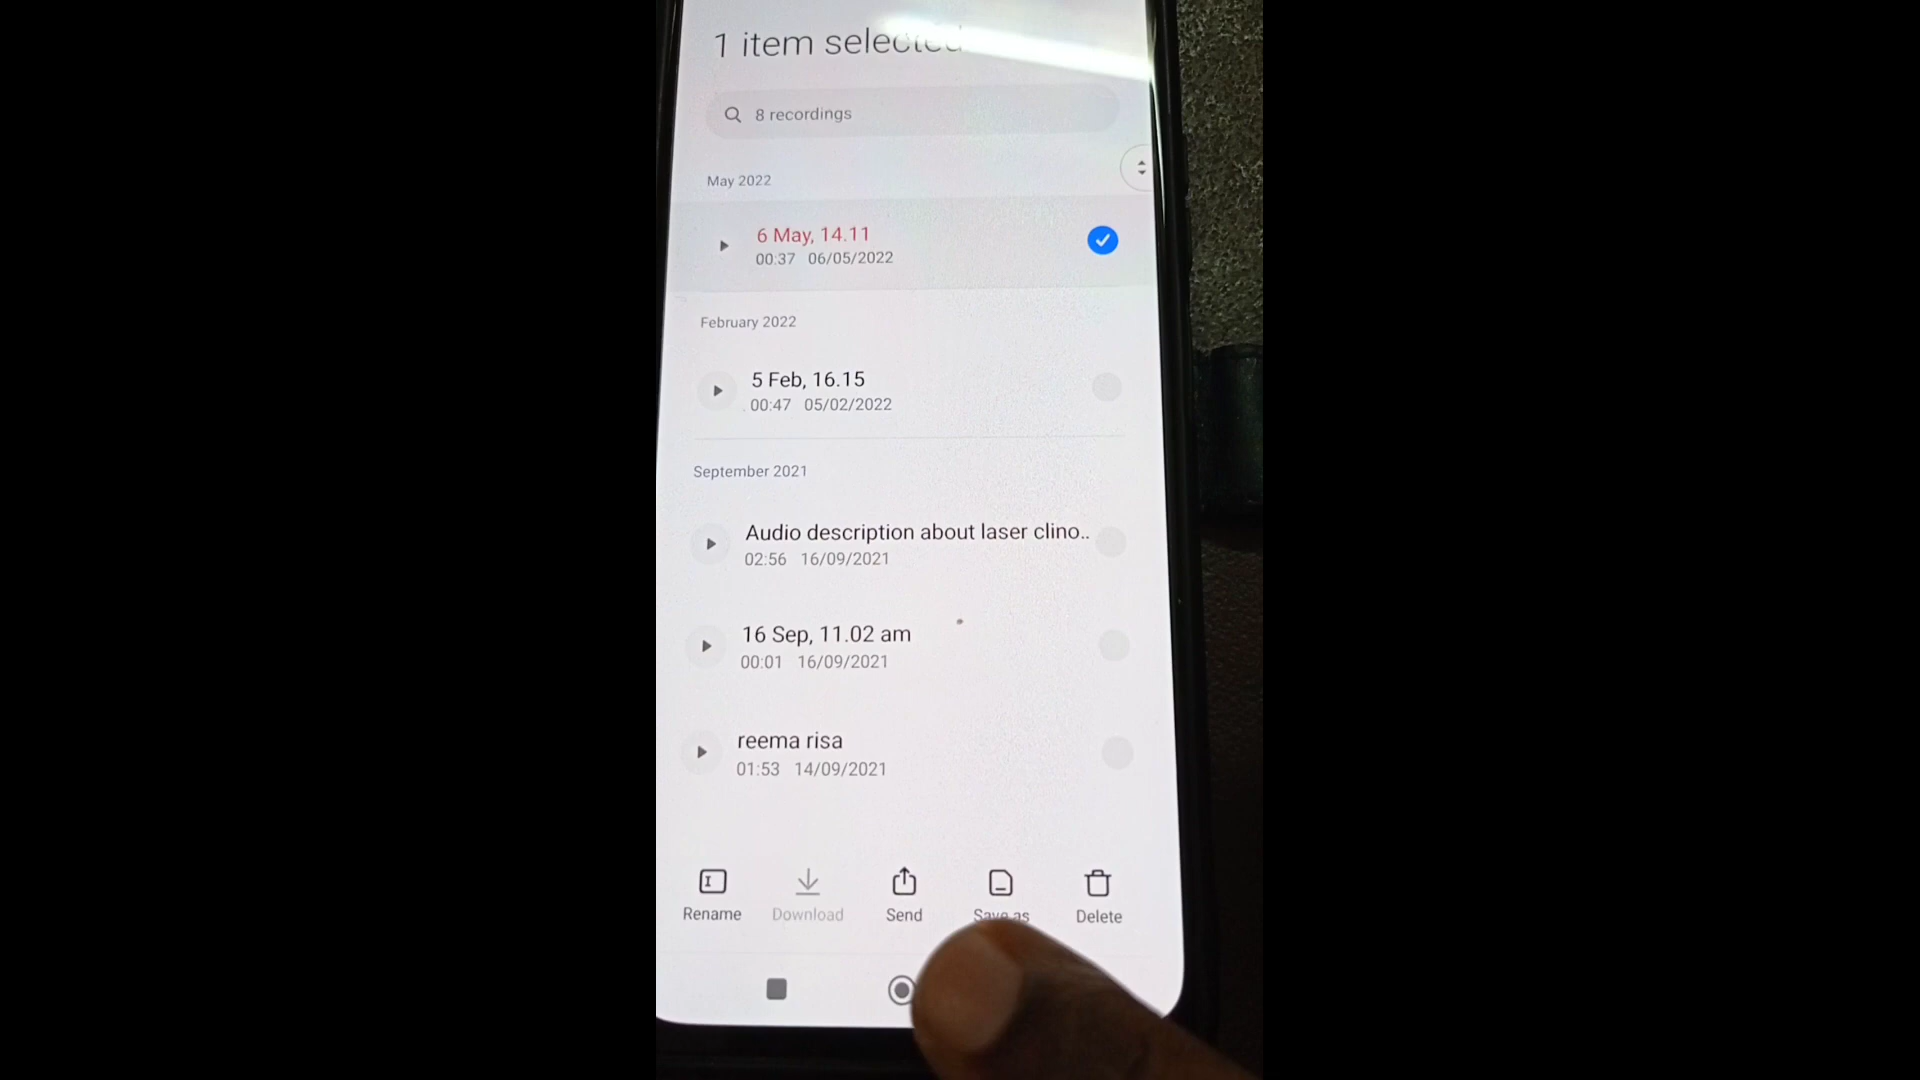 1 item selected
8 recordings
May 2022
6 May, 14.11
00:37 06/05/2022
February 2022
5 Feb, 16.15
00:47 05/02/2022
September 2021
Audio description about laser clino..
02:56 16/09/2021
16 Sep, 11.02 am
00:01 16/09/2021
reema risa
01:53 14/09/2021
Rename Download Send Save as Delete